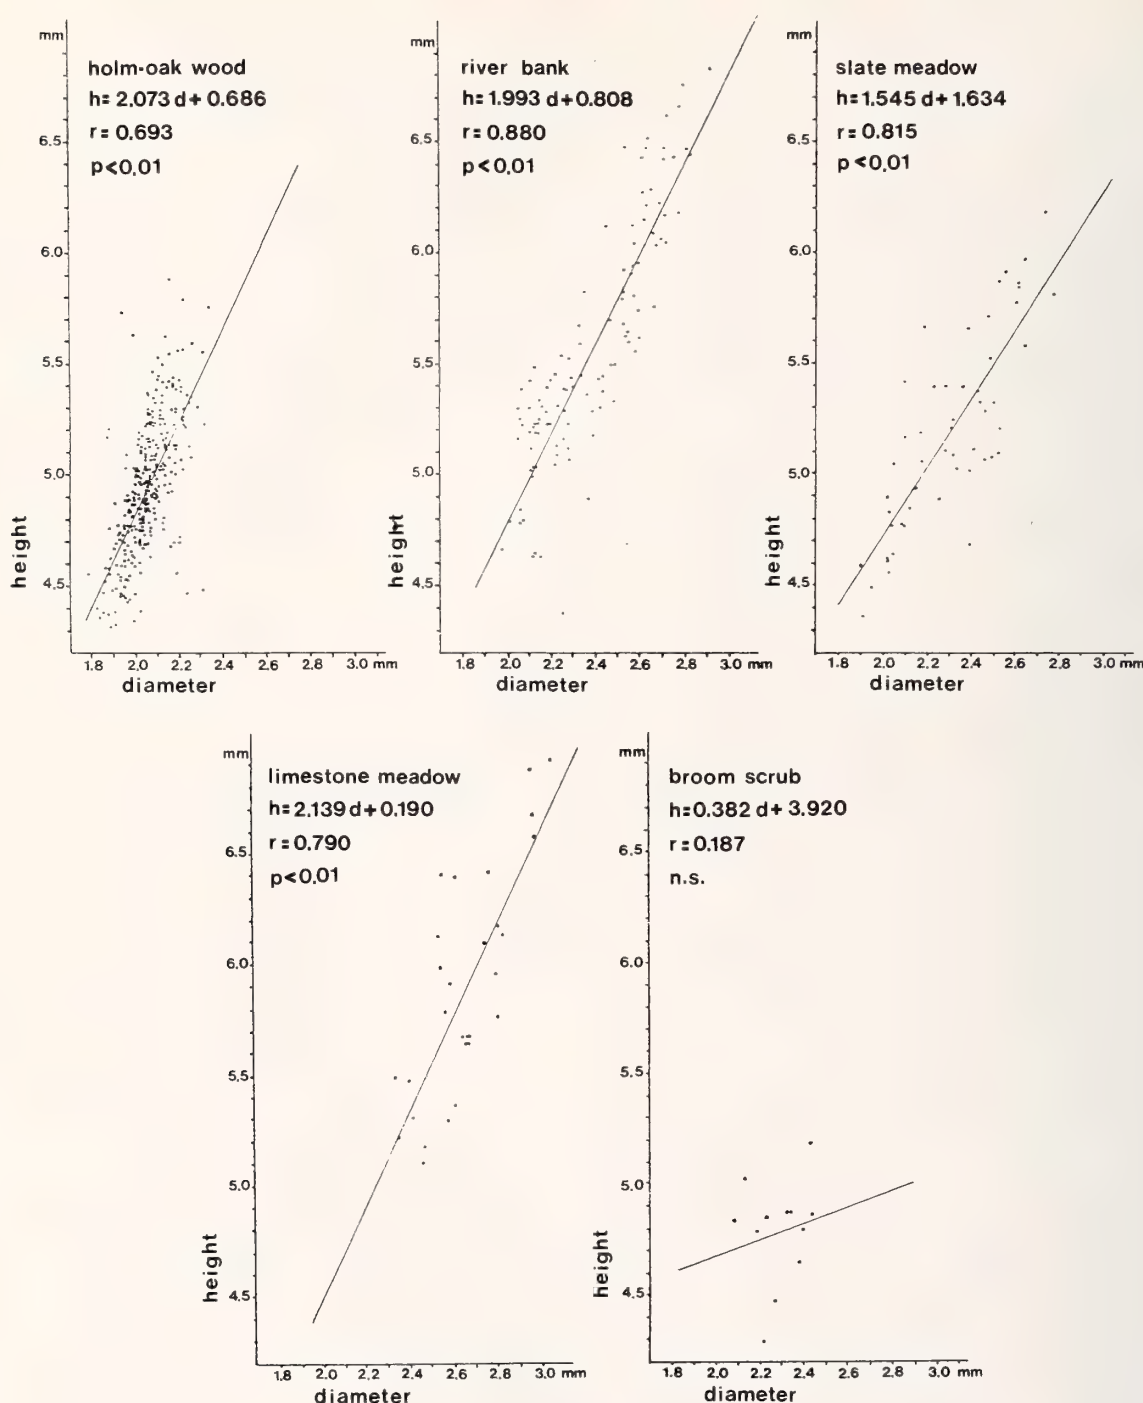 mm
holm-oak wood
h=2.073 d+0.686
r=0.693
p<0.01
6.5
6.0
5.5
5.0
4.5
height
1.8 2.0 2.2 2.4 2.6 2.8 3.0 mm
diameter
mm
river bank
h=1.993 d+0.808
r=0.880
p<0.01
6.5
6.0
5.5
5.0
4.5
height
1.8 2.0 2.2 2.4 2.6 2.8 3.0 mm
diameter
mm
slate meadow
h=1.545 d+1.634
r=0.815
p<0.01
6.5
6.0
5.5
5.0
4.5
height
1.8 2.0 2.2 2.4 2.6 2.8 3.0 mm
diameter
mm
limestone meadow
h=2.139 d+0.190
r=0.790
p<0.01
6.5
6.0
5.5
5.0
4.5
height
1.8 2.0 2.2 2.4 2.6 2.8 3.0 mm
diameter
mm
broom scrub
h=0.382 d+3.920
r=0.187
n.s.
6.5
6.0
5.5
5.0
4.5
height
1.8 2.0 2.2 2.4 2.6 2.8 3.0 mm
diameter